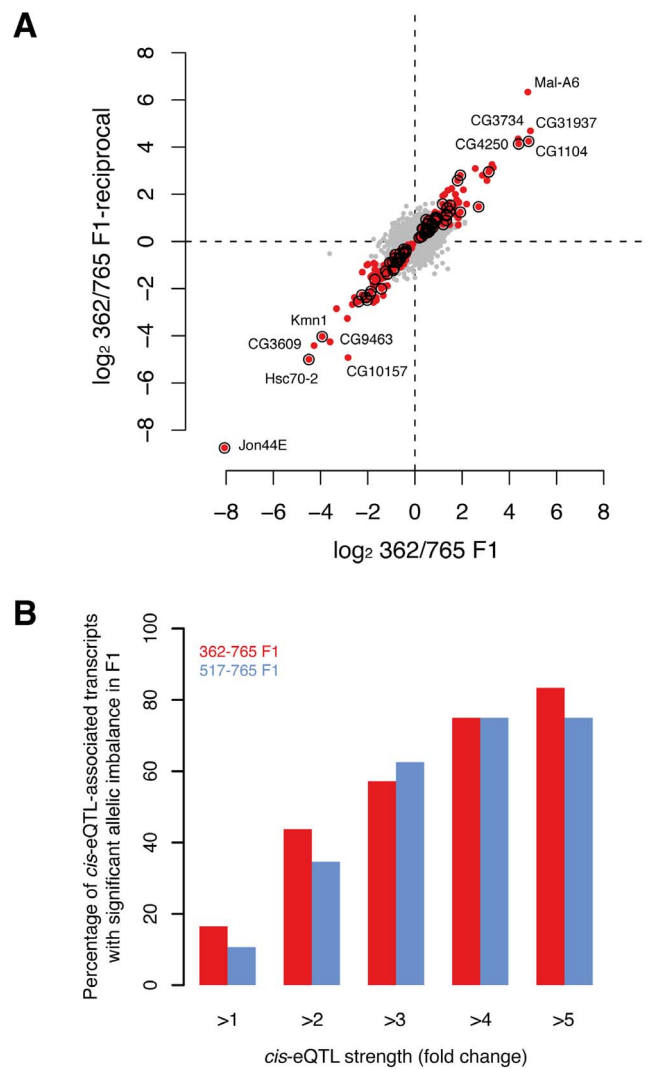 A
log2 362/765 F1-reciprocal
8
6
4
2
0
−2
−4
−6
−8
Mal-A6
CG3734
CG31937
CG4250
CG1104
Kmn1
CG3609
CG9463
Hsc70-2
CG10157
Jon44E
−8 −6 −4 −2 0 2 4 6 8
log2 362/765 F1
B
Percentage of cis-eQTL-associated transcripts
with significant allelic imbalance in F1
100
80
60
40
20
0
362-765 F1
517-765 F1
>1 >2 >3 >4 >5
cis-eQTL strength (fold change)